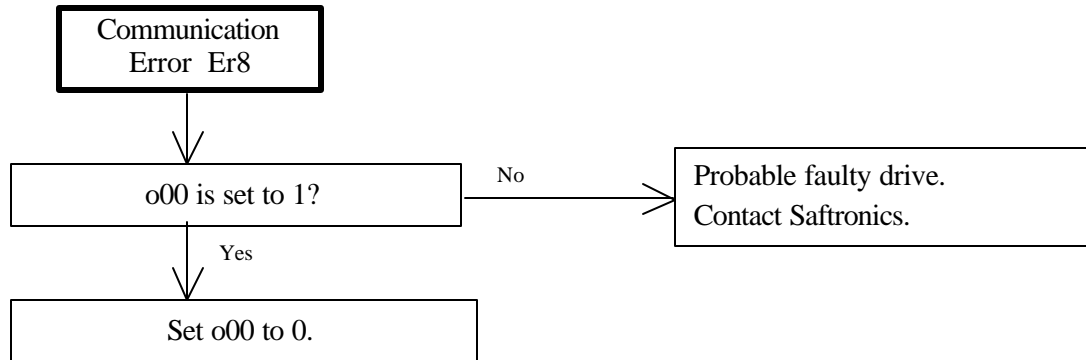 Communication
Error Er8
o00 is set to 1?
No
Probable faulty drive.
Contact Saftronics.
Yes
Set o00 to 0.